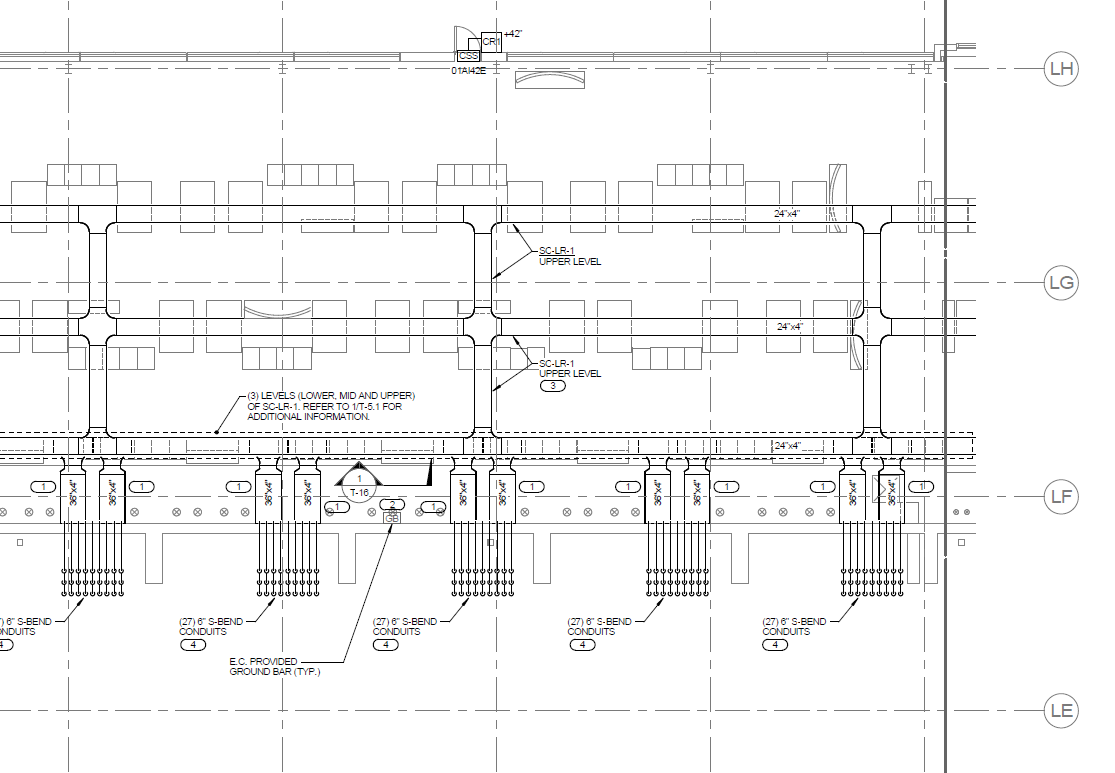 +42"
CR1
CSS
01AI42E
LH
24"x4"
SC-LR-1
UPPER LEVEL
LG
24"x4"
SC-LR-1
UPPER LEVEL
3
(3) LEVELS (LOWER, MID AND UPPER)
OF SC-LR-1. REFER TO 1/T-5.1 FOR
ADDITIONAL INFORMATION.
24"x4"
1 36"x4" 36"x4" 1
1 36"x4" 36"x4"
1
T-16
36"x4" 36"x4" 1
1 36"x4" 36"x4" 1
1 36"x4" 36"x4" 1
LF
1 2 1
GB
) 6" S-BEND
ONDUITS
4
(27) 6" S-BEND
CONDUITS
4
(27) 6" S-BEND
CONDUITS
4
(27) 6" S-BEND
CONDUITS
4
(27) 6" S-BEND
CONDUITS
4
E.C. PROVIDED
GROUND BAR (TYP.)
LE